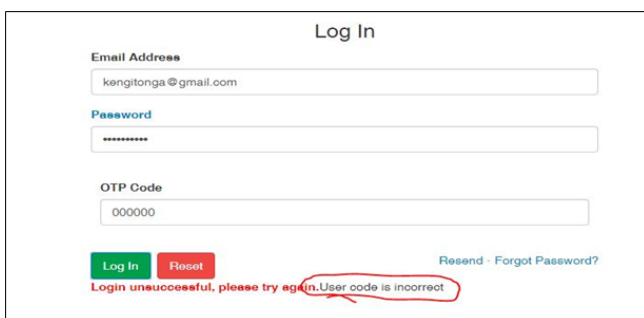 Log In
Email Address
kengitonga@gmail.com
Password
••••••••••
OTP Code
000000
Log In Reset Resend - Forgot Password?
Login unsuccessful, please try again.User code is incorrect